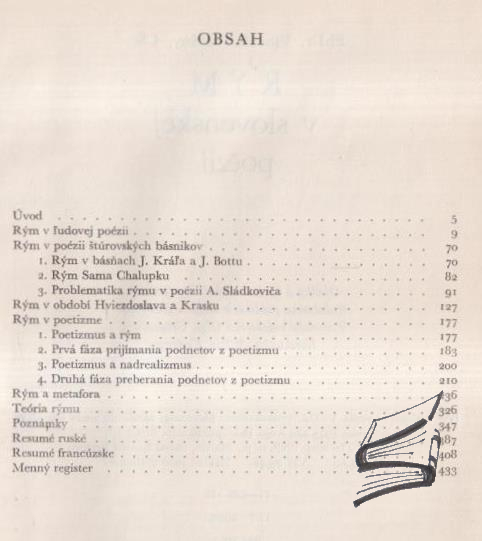 OBSAH
Úvod . . . . . . . . . . . . . . . . . . . . 5
Rým v ľudovej poézii . . . . . . . . . . . . . . . . . . . . 9
Rým v poézii štúrovských básnikov . . . . . . . . . . . . . . . . . . . . 70
1. Rým v básňach J. Kráľa a J. Bottu . . . . . . . . . . . . . . . . . . . . 70
2. Rým Sama Chalupku . . . . . . . . . . . . . . . . . . . . 82
3. Problematika rýmu v poézii A. Sládkoviča . . . . . . . . . . . . . . . . . . . . 91
Rým v období Hviezdoslava a Krasku . . . . . . . . . . . . . . . . . . . . 127
Rým v poetizme . . . . . . . . . . . . . . . . . . . . 177
1. Poetizmus a rým . . . . . . . . . . . . . . . . . . . . 177
2. Prvá fáza prijímania podnetov z poetizmu . . . . . . . . . . . . . . . . . . . . 183
3. Poetizmus a nadrealizmus . . . . . . . . . . . . . . . . . . . . 200
4. Druhá fáza preberania podnetov z poetizmu . . . . . . . . . . . . . . . . . . . . 210
Rým a metafora . . . . . . . . . . . . . . . . . . . .
Teória rýmu . . . . . . . . . . . . . . . . . . . . 326
Poznámky . . . . . . . . . . . . . . . . . . . . 347
Resumé ruské . . . . . . . . . . . . . . . . . . . .
Resumé francúzske . . . . . . . . . . . . . . . . . . . . 408
Menný register . . . . . . . . . . . . . . . . . . . . 433